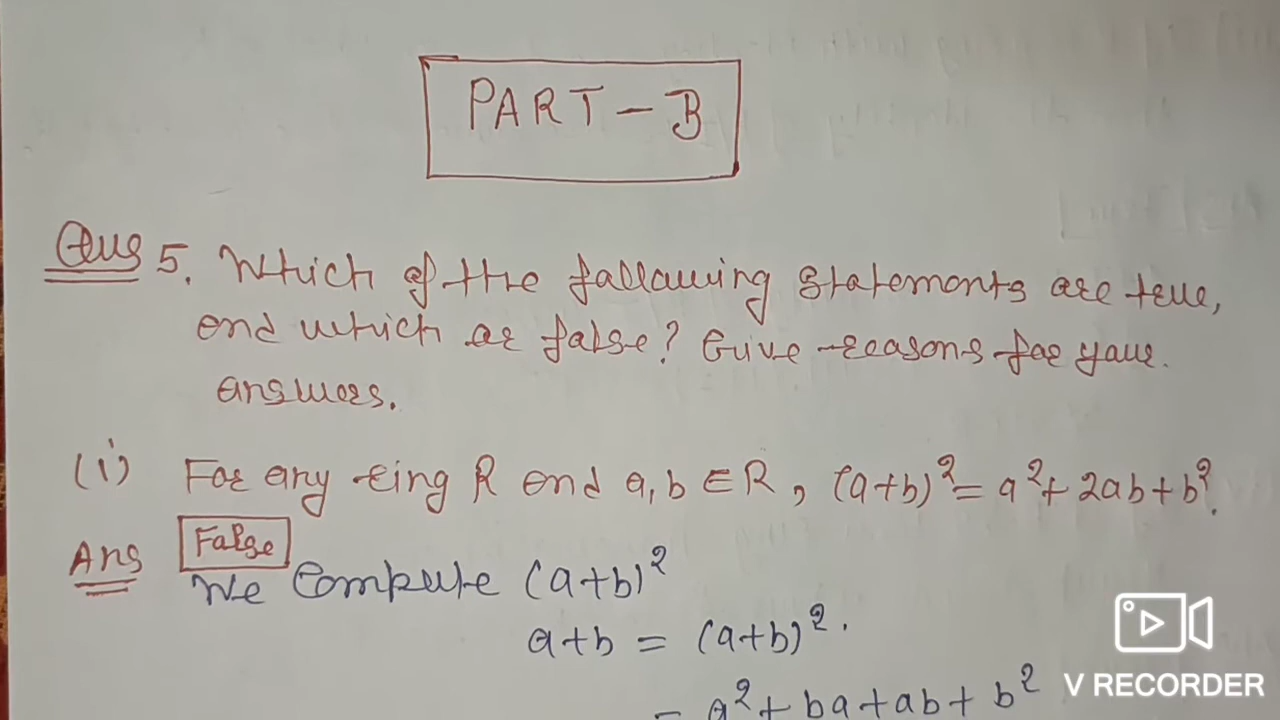 PART - B
Ques 5. Which of the fallawing statements are true,
and which are false? Give reasons for your
answers.
(i) For any ring R and a, b ∈ R, (a+b)² = a² + 2ab + b².
Ans False
We Compute (a+b)²
a+b = (a+b)².
= a² + ba + ab + b²
V RECORDER